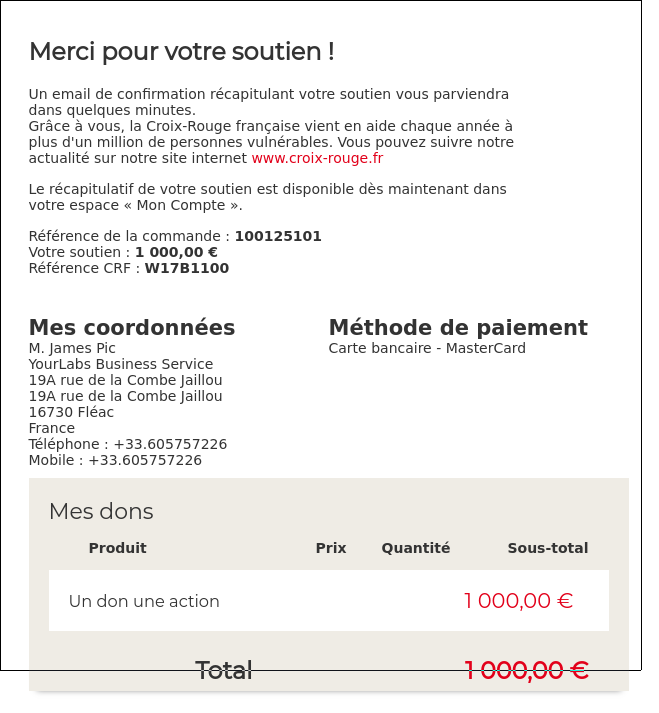 Merci pour votre soutien !
Un email de confirmation récapitulant votre soutien vous parviendra
dans quelques minutes.
Grâce à vous, la Croix-Rouge française vient en aide chaque année à
plus d'un million de personnes vulnérables. Vous pouvez suivre notre
actualité sur notre site internet www.croix-rouge.fr
Le récapitulatif de votre soutien est disponible dès maintenant dans
votre espace « Mon Compte ».
Référence de la commande : 100125101
Votre soutien : 1 000,00 €
Référence CRF : W17B1100
Mes coordonnées
M. James Pic
YourLabs Business Service
19A rue de la Combe Jaillou
19A rue de la Combe Jaillou
16730 Fléac
France
Téléphone : +33.605757226
Mobile : +33.605757226
Méthode de paiement
Carte bancaire - MasterCard
Mes dons
Produit Prix Quantité Sous-total
Un don une action 1 000,00 €
Total 1 000,00 €